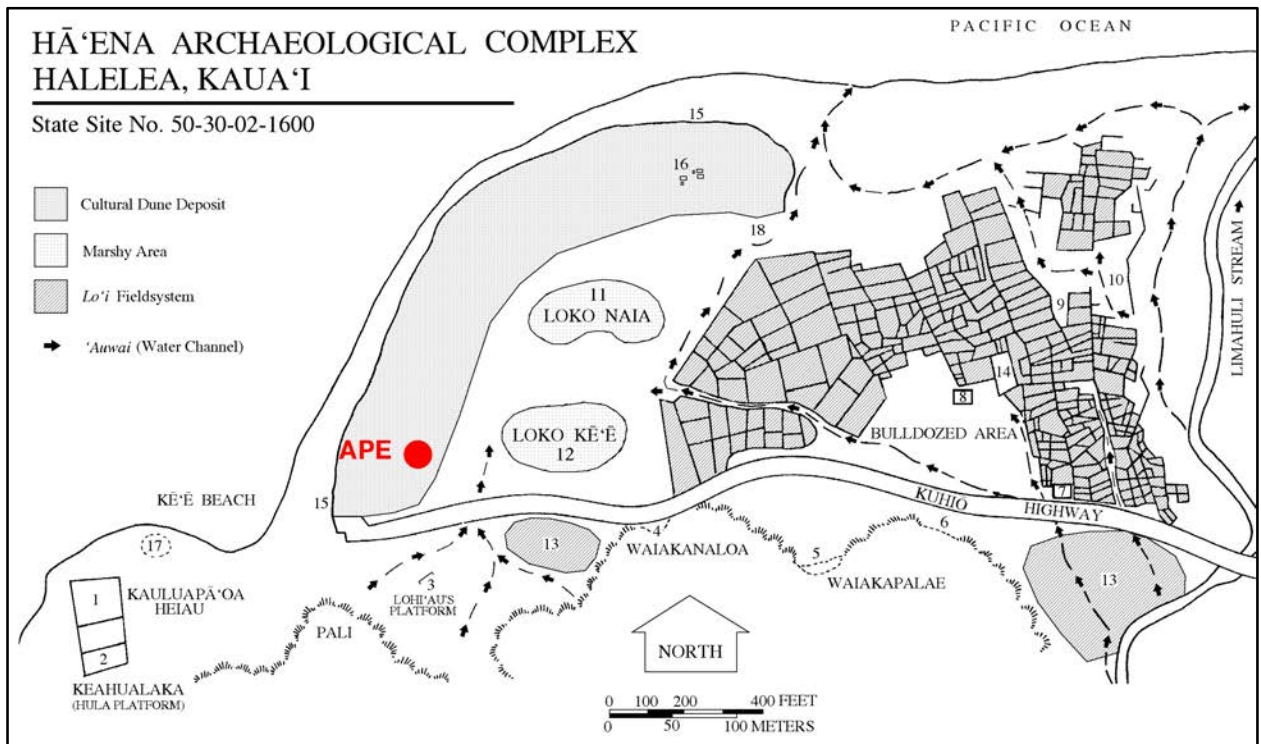 HĀ‘ENA ARCHAEOLOGICAL COMPLEX
HALELEA, KAUA‘I
State Site No. 50-30-02-1600
Cultural Dune Deposit
Marshy Area
Lo‘i Fieldsystem
‘Auwai (Water Channel)
PACIFIC OCEAN
15
16
18
11
LOKO NAIA
10
9
LIMAHULI STREAM
14
8
APE
LOKO KĒ‘Ē
12
BULLDOZED AREA
KĒ‘Ē BEACH
15
7
KUHIO
HIGHWAY
17
13
4
WAIAKANALOA
5
6
WAIAKAPALAE
13
1
KAULUAPĀ‘OA
HEIAU
3
LOHI‘AU'S
PLATFORM
2
PALI
NORTH
KEAHUALAKA
(HULA PLATFORM)
0 100 200 400 FEET
0 50 100 METERS